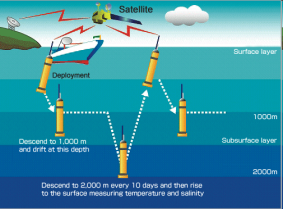 Satellite
Surface layer
Deployment
1000m
Descend to 1,000 m
and drift at this depth
Subsurface layer
2000m
Descend to 2,000 m every 10 days and then rise
to the surface measuring temperature and salinity